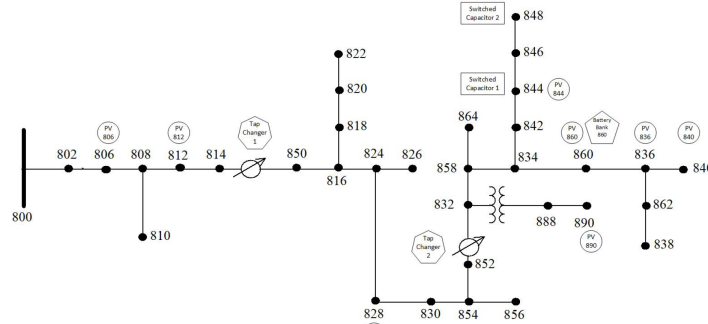 Switched
Capacitor 2
848
822
846
820
Switched
Capacitor 1
844
PV
844
PV
806
PV
812
Tap
Changer
1
818
864
842
PV
860
Battery
Bank
860
PV
836
PV
840
802
806
808
812
814
850
816
824
826
858
834
860
836
840
800
810
832
888
890
862
PV
890
Tap
Changer
2
852
838
828
830
854
856